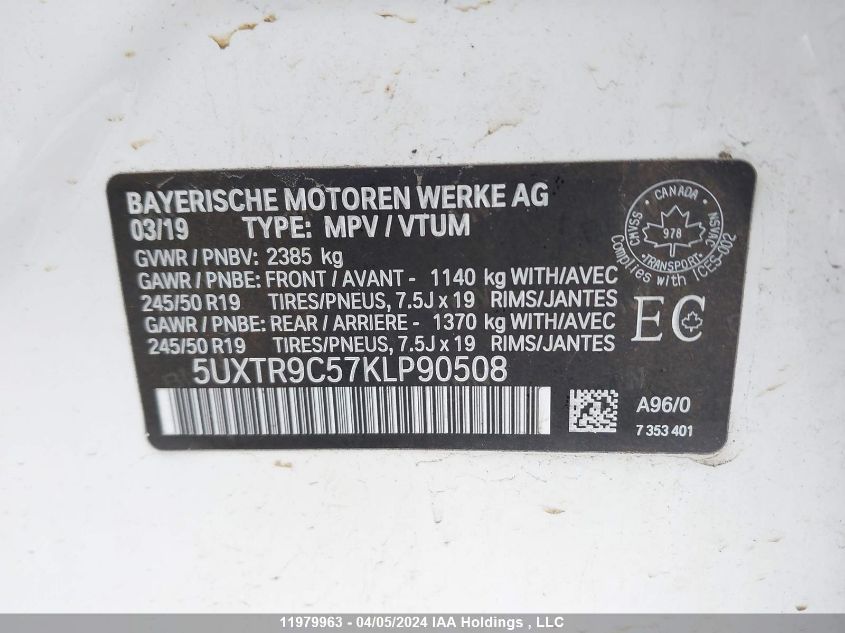 BAYERISCHE MOTOREN WERKE AG
03/19 TYPE: MPV / VTUM
GVWR / PNBV: 2385 kg
GAWR / PNBE: FRONT / AVANT - 1140 kg WITH/AVEC
245/50 R19 TIRES/PNEUS, 7.5J x 19 RIMS/JANTES
GAWR / PNBE: REAR / ARRIERE - 1370 kg WITH/AVEC
245/50 R19 TIRES/PNEUS, 7.5J x 19 RIMS/JANTES
5UXTR9C57KLP90508
CANADA
CMVSS NSVAC
978
TRANSPORT
Complies with ICES-002
EC
A96/0
7 353 401
11979963 - 04/05/2024 IAA Holdings , LLC